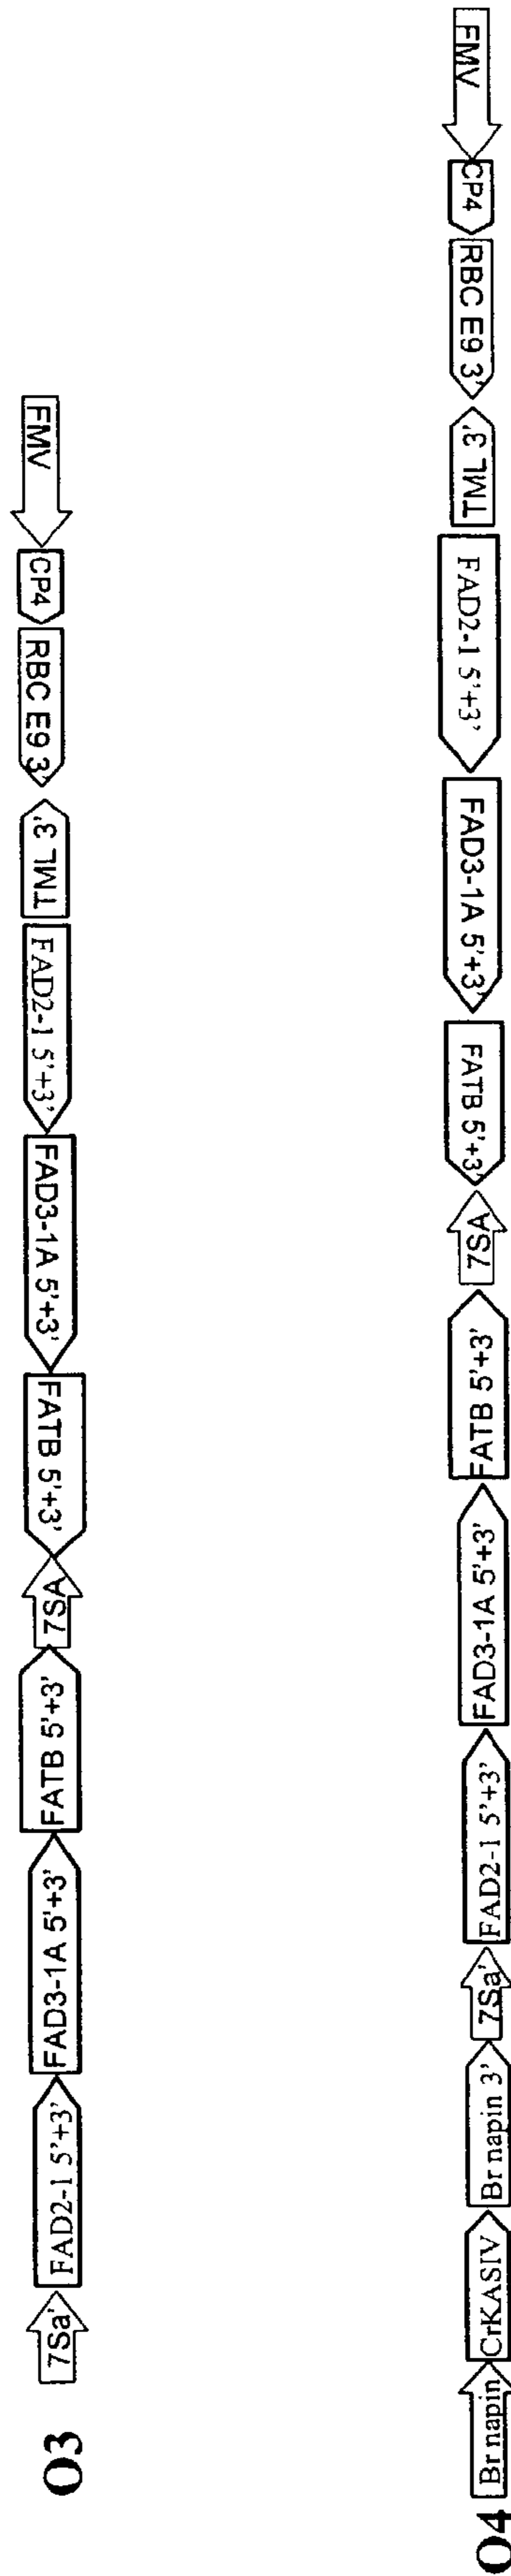 FMV
CP4
RBC E9 3'
TML 3'
FAD2-1 5'+3'
FAD3-1A 5'+3'
FATB 5'+3'
7SA
FATB 5'+3'
FAD3-1A 5'+3'
FAD2-1 5'+3'
7Sa'
O3
FMV
CP4
RBC E9 3'
TML 3'
FAD2-1 5'+3'
FAD3-1A 5'+3'
FATB 5'+3'
7SA
FATB 5'+3'
FAD3-1A 5'+3'
FAD2-1 5'+3'
7Sa'
Br napin 3'
CrKASIV
Br napin
O4